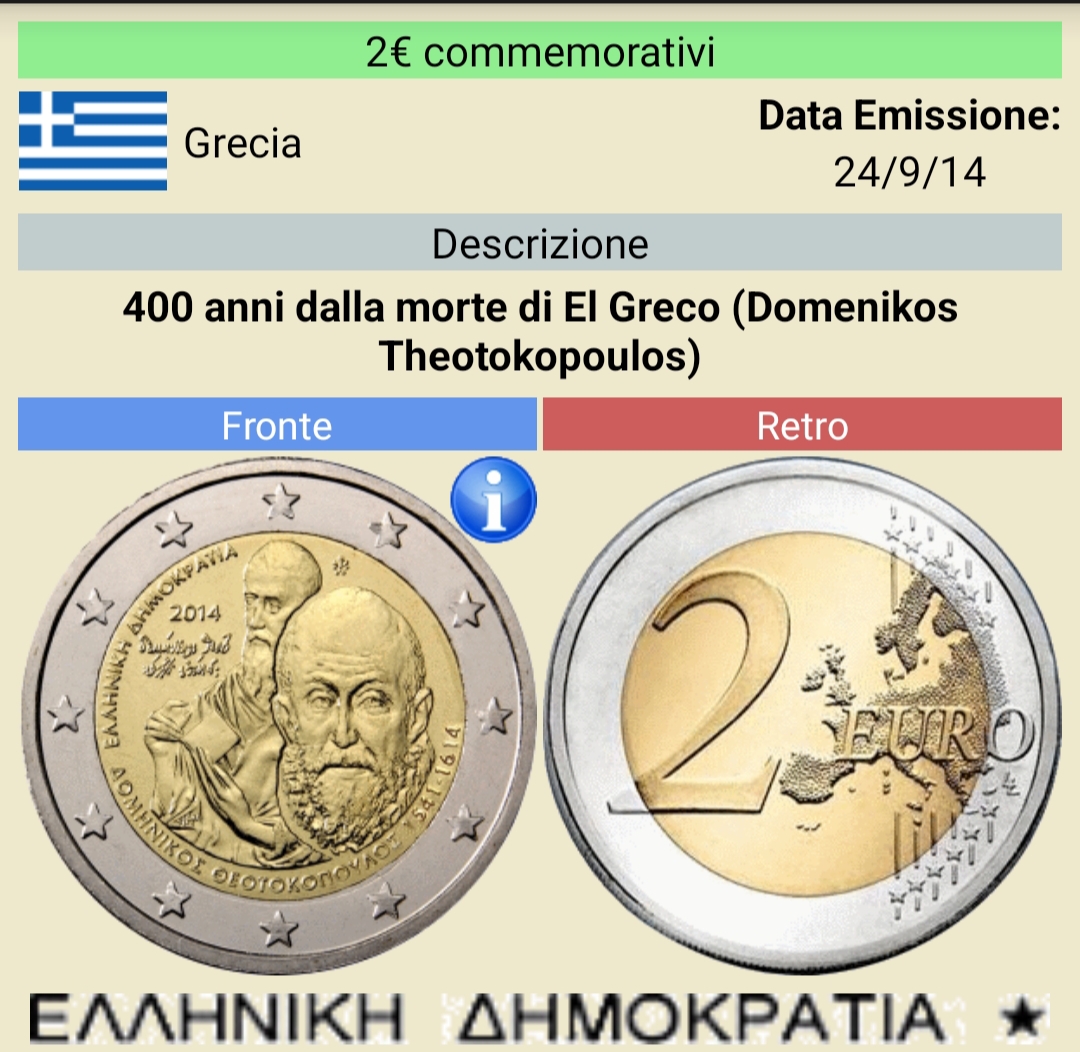 2€ commemorativi
Grecia
Data Emissione:
24/9/14
Descrizione
400 anni dalla morte di El Greco (Domenikos
Theotokopoulos)
Fronte
Retro
ΕΛΛΗΝΙΚΗ ΔΗΜΟΚΡΑΤΙΑ
2014
ΔΟΜΗΝΙΚΟΣ ΘΕΟΤΟΚΟΠΟΥΛΟΣ 1541-1614
2
EURO
ΕΛΛΗΝΙΚΗ ΔΗΜΟΚΡΑΤΙΑ ★